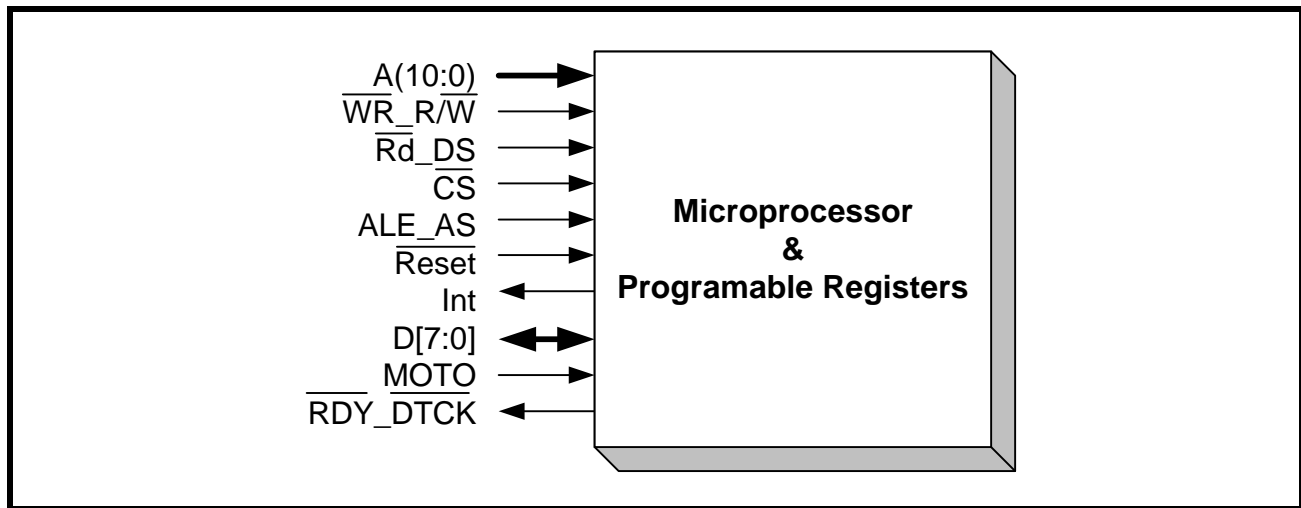 A(10:0)
WR_R/W
Rd_DS
CS
ALE_AS
Reset
Int
D[7:0]
MOTO
RDY_DTCK
Microprocessor
&
Programable Registers